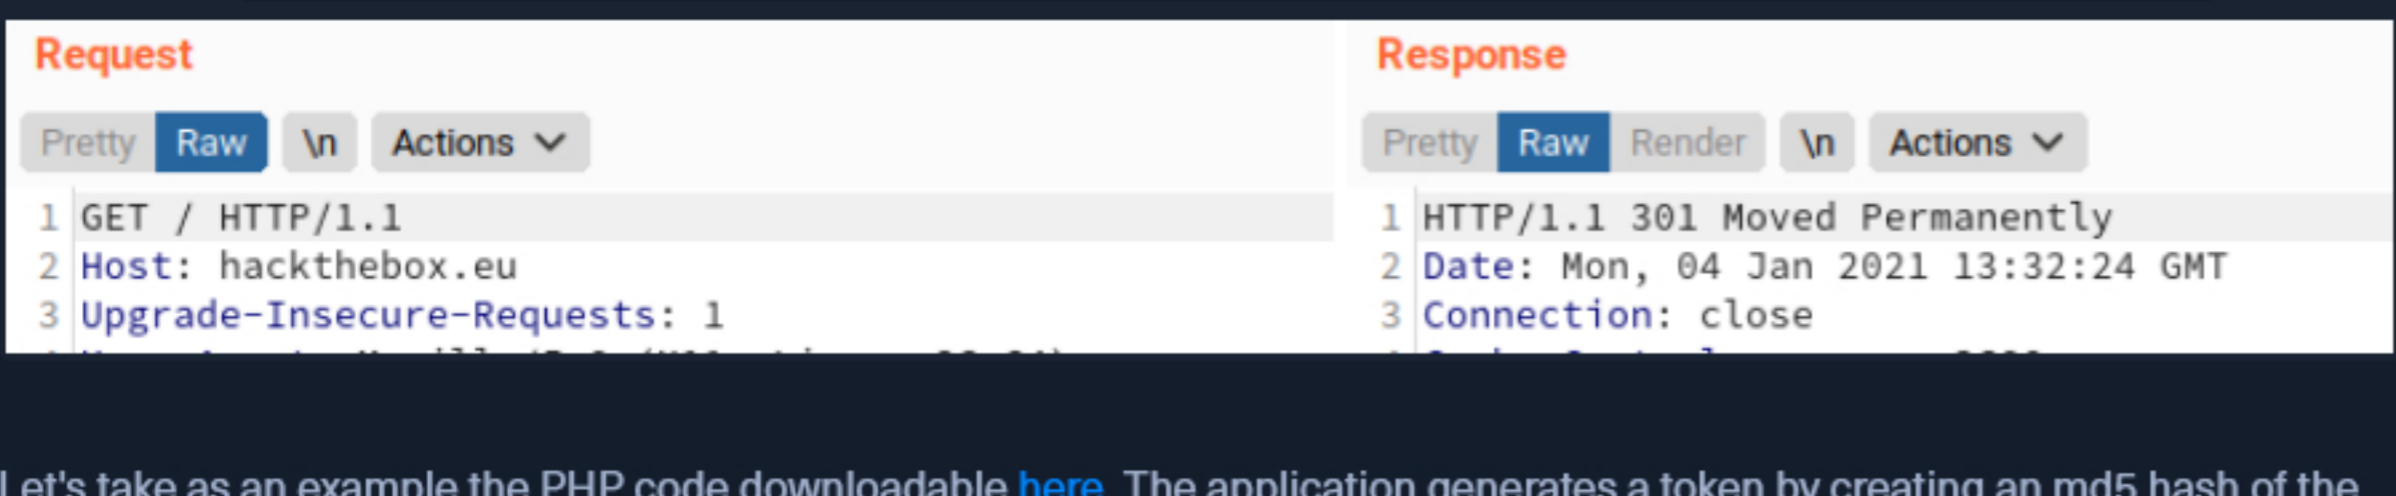 Request
Pretty Raw \n Actions
1 GET / HTTP/1.1
2 Host: hackthebox.eu
3 Upgrade-Insecure-Requests: 1
Response
Pretty Raw Render \n Actions
1 HTTP/1.1 301 Moved Permanently
2 Date: Mon, 04 Jan 2021 13:32:24 GMT
3 Connection: close
Let's take as an example the PHP code downloadable here. The application generates a token by creating an md5 hash of the